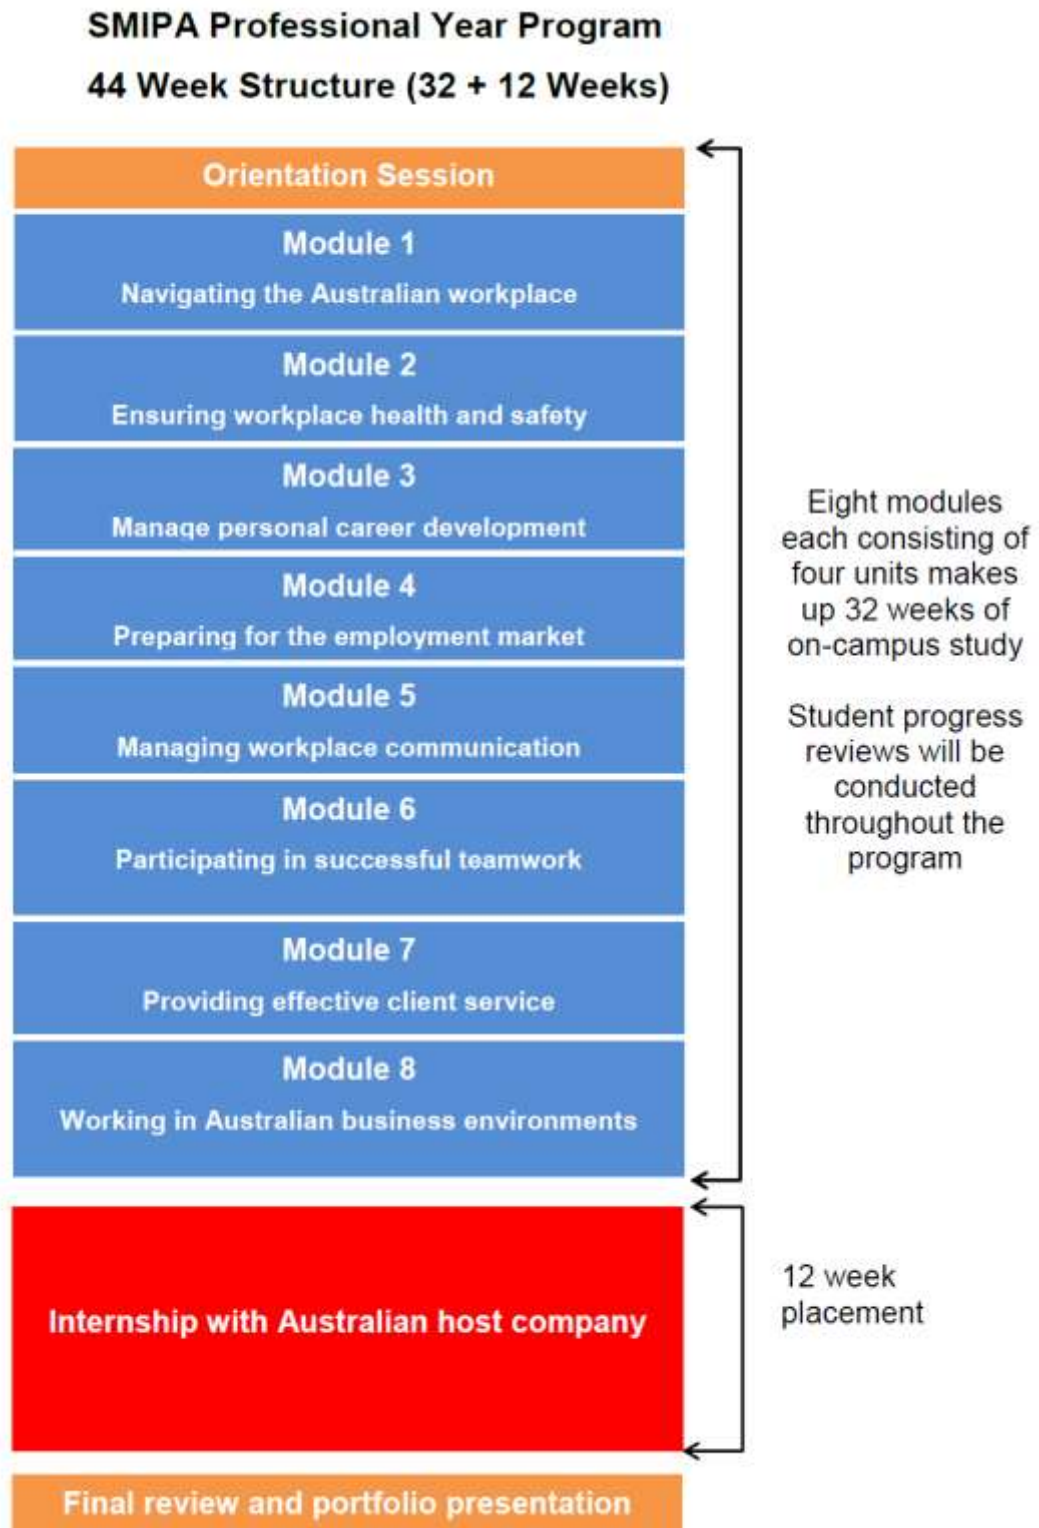 SMIPA Professional Year Program
44 Week Structure (32 + 12 Weeks)
Orientation Session
Module 1
Navigating the Australian workplace
Module 2
Ensuring workplace health and safety
Module 3
Manage personal career development
Module 4
Preparing for the employment market
Module 5
Managing workplace communication
Module 6
Participating in successful teamwork
Module 7
Providing effective client service
Module 8
Working in Australian business environments
Eight modules
each consisting of
four units makes
up 32 weeks of
on-campus study
Student progress
reviews will be
conducted
throughout the
program
Internship with Australian host company
12 week
placement
Final review and portfolio presentation